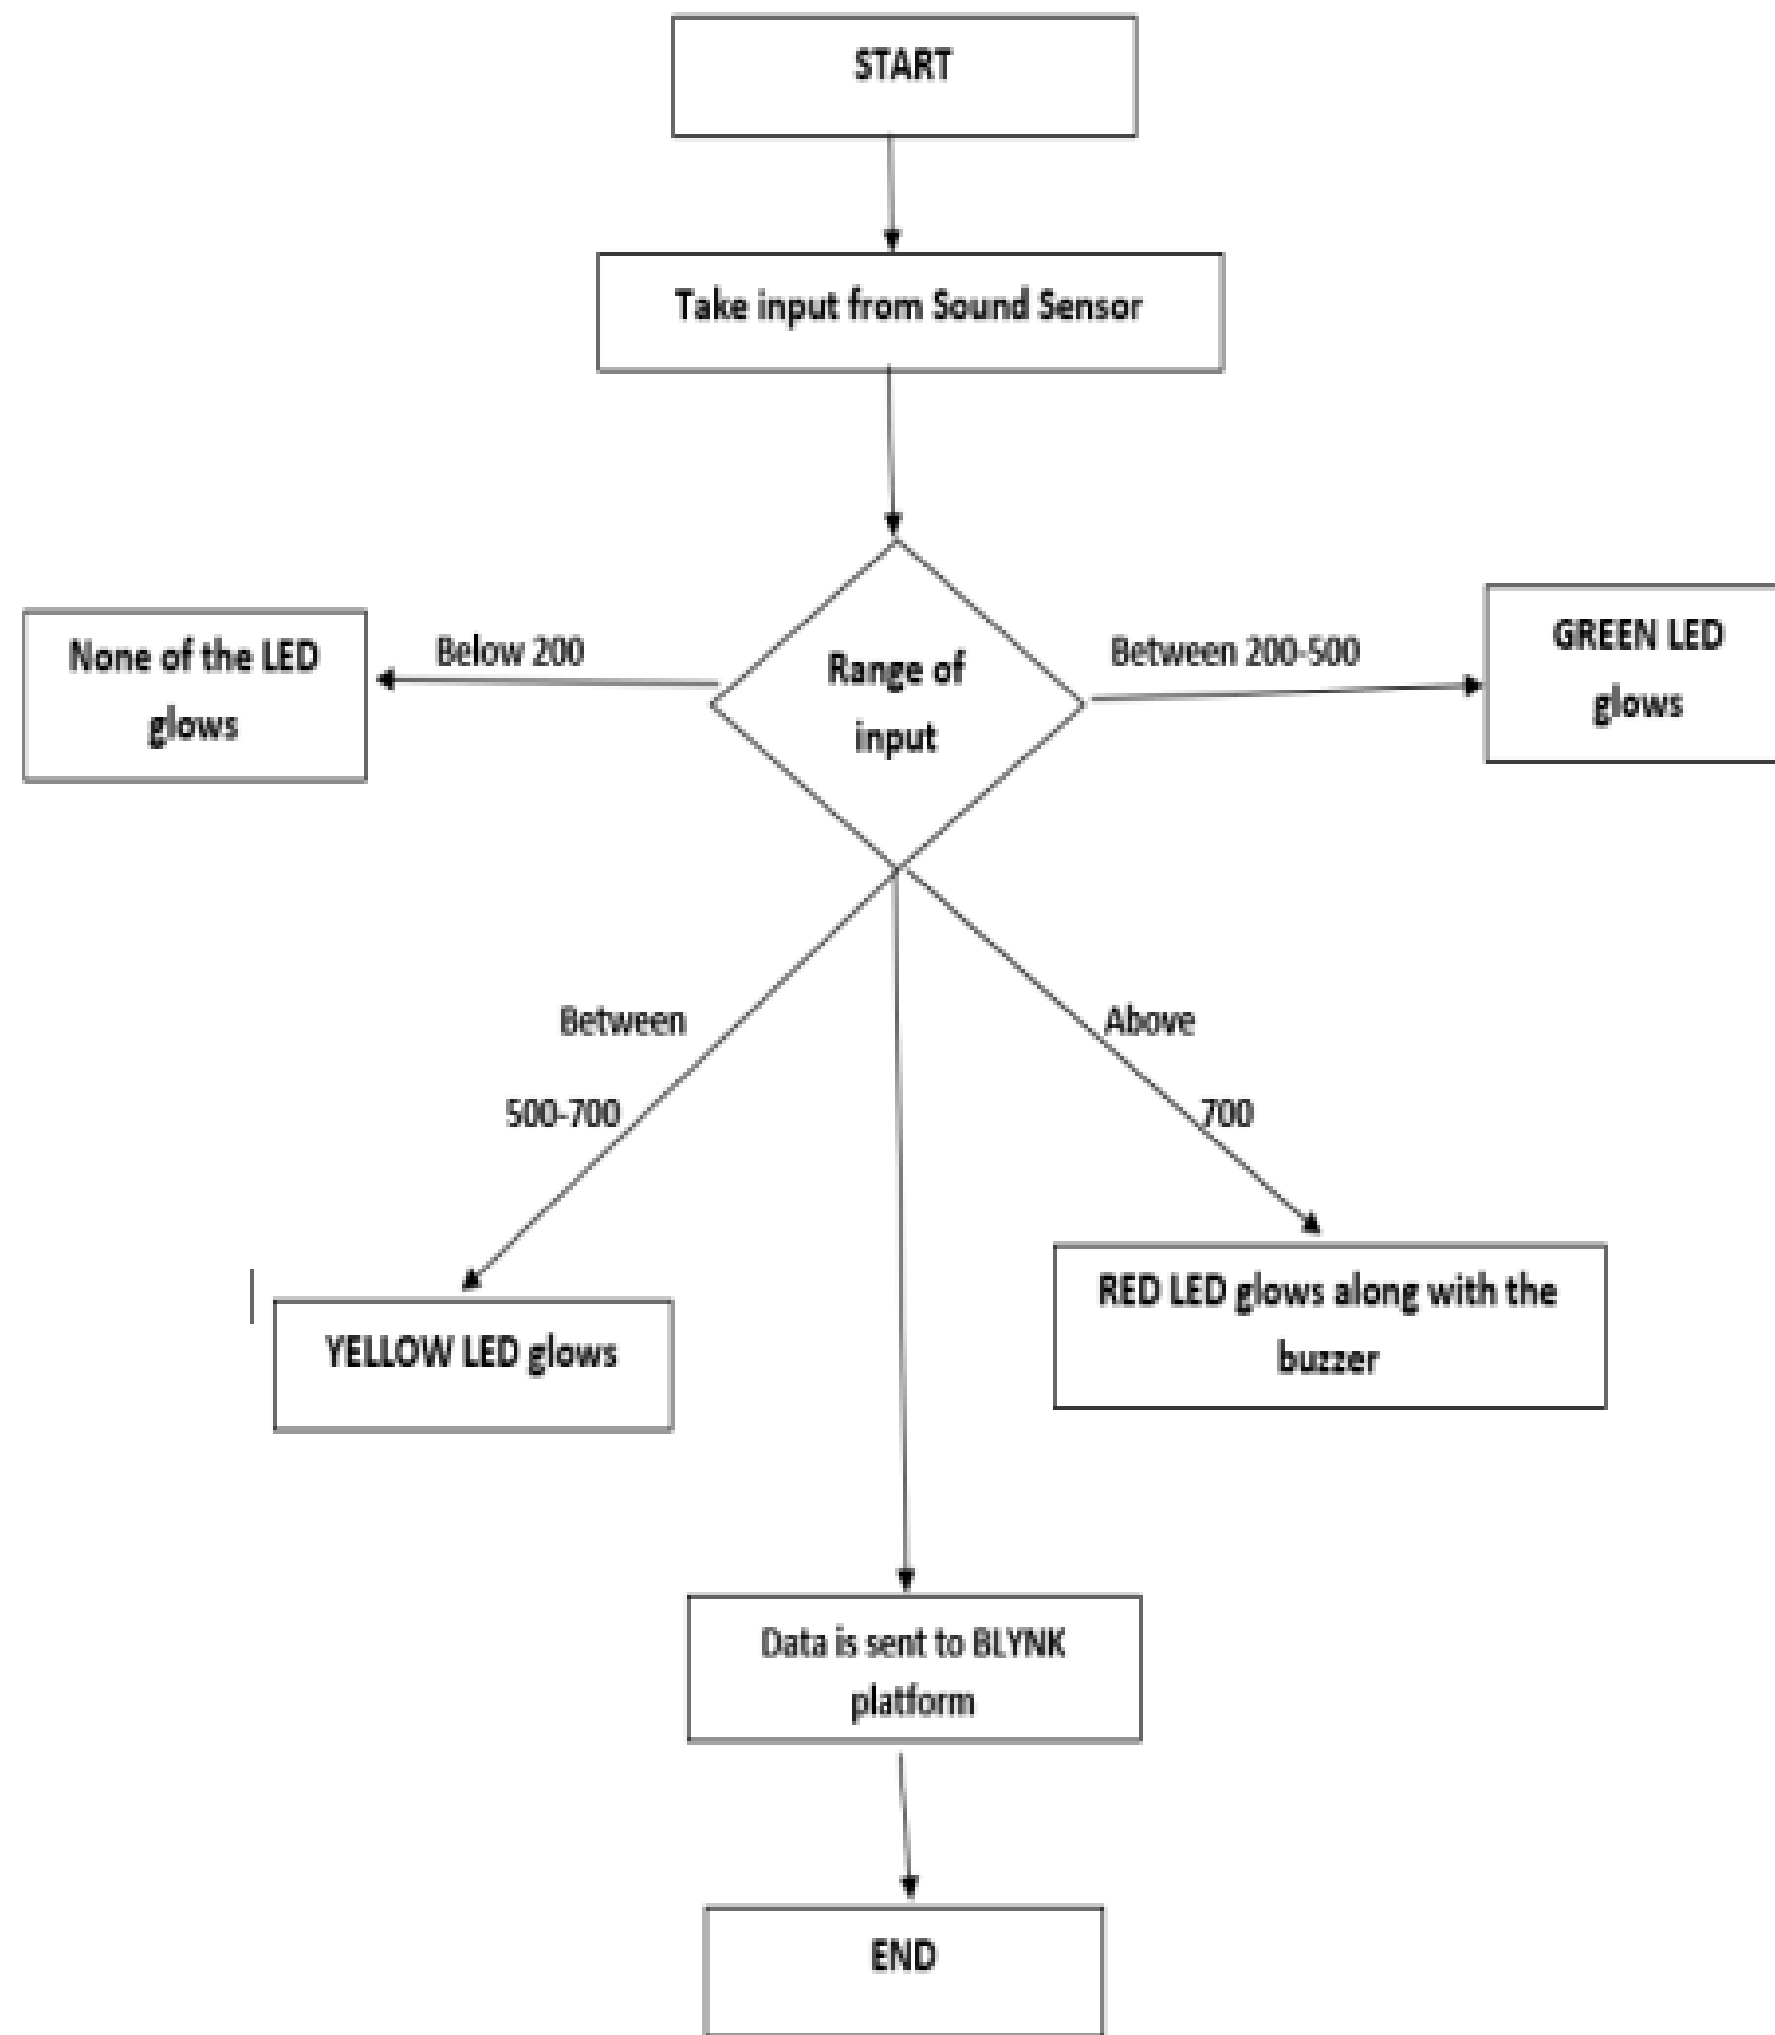 START
Take input from Sound Sensor
None of the LED
glows
Below 200
Range of
input
Between 200-500
GREEN LED
glows
Between
500-700
Above
700
YELLOW LED glows
RED LED glows along with the
buzzer
Data is sent to BLYNK
platform
END